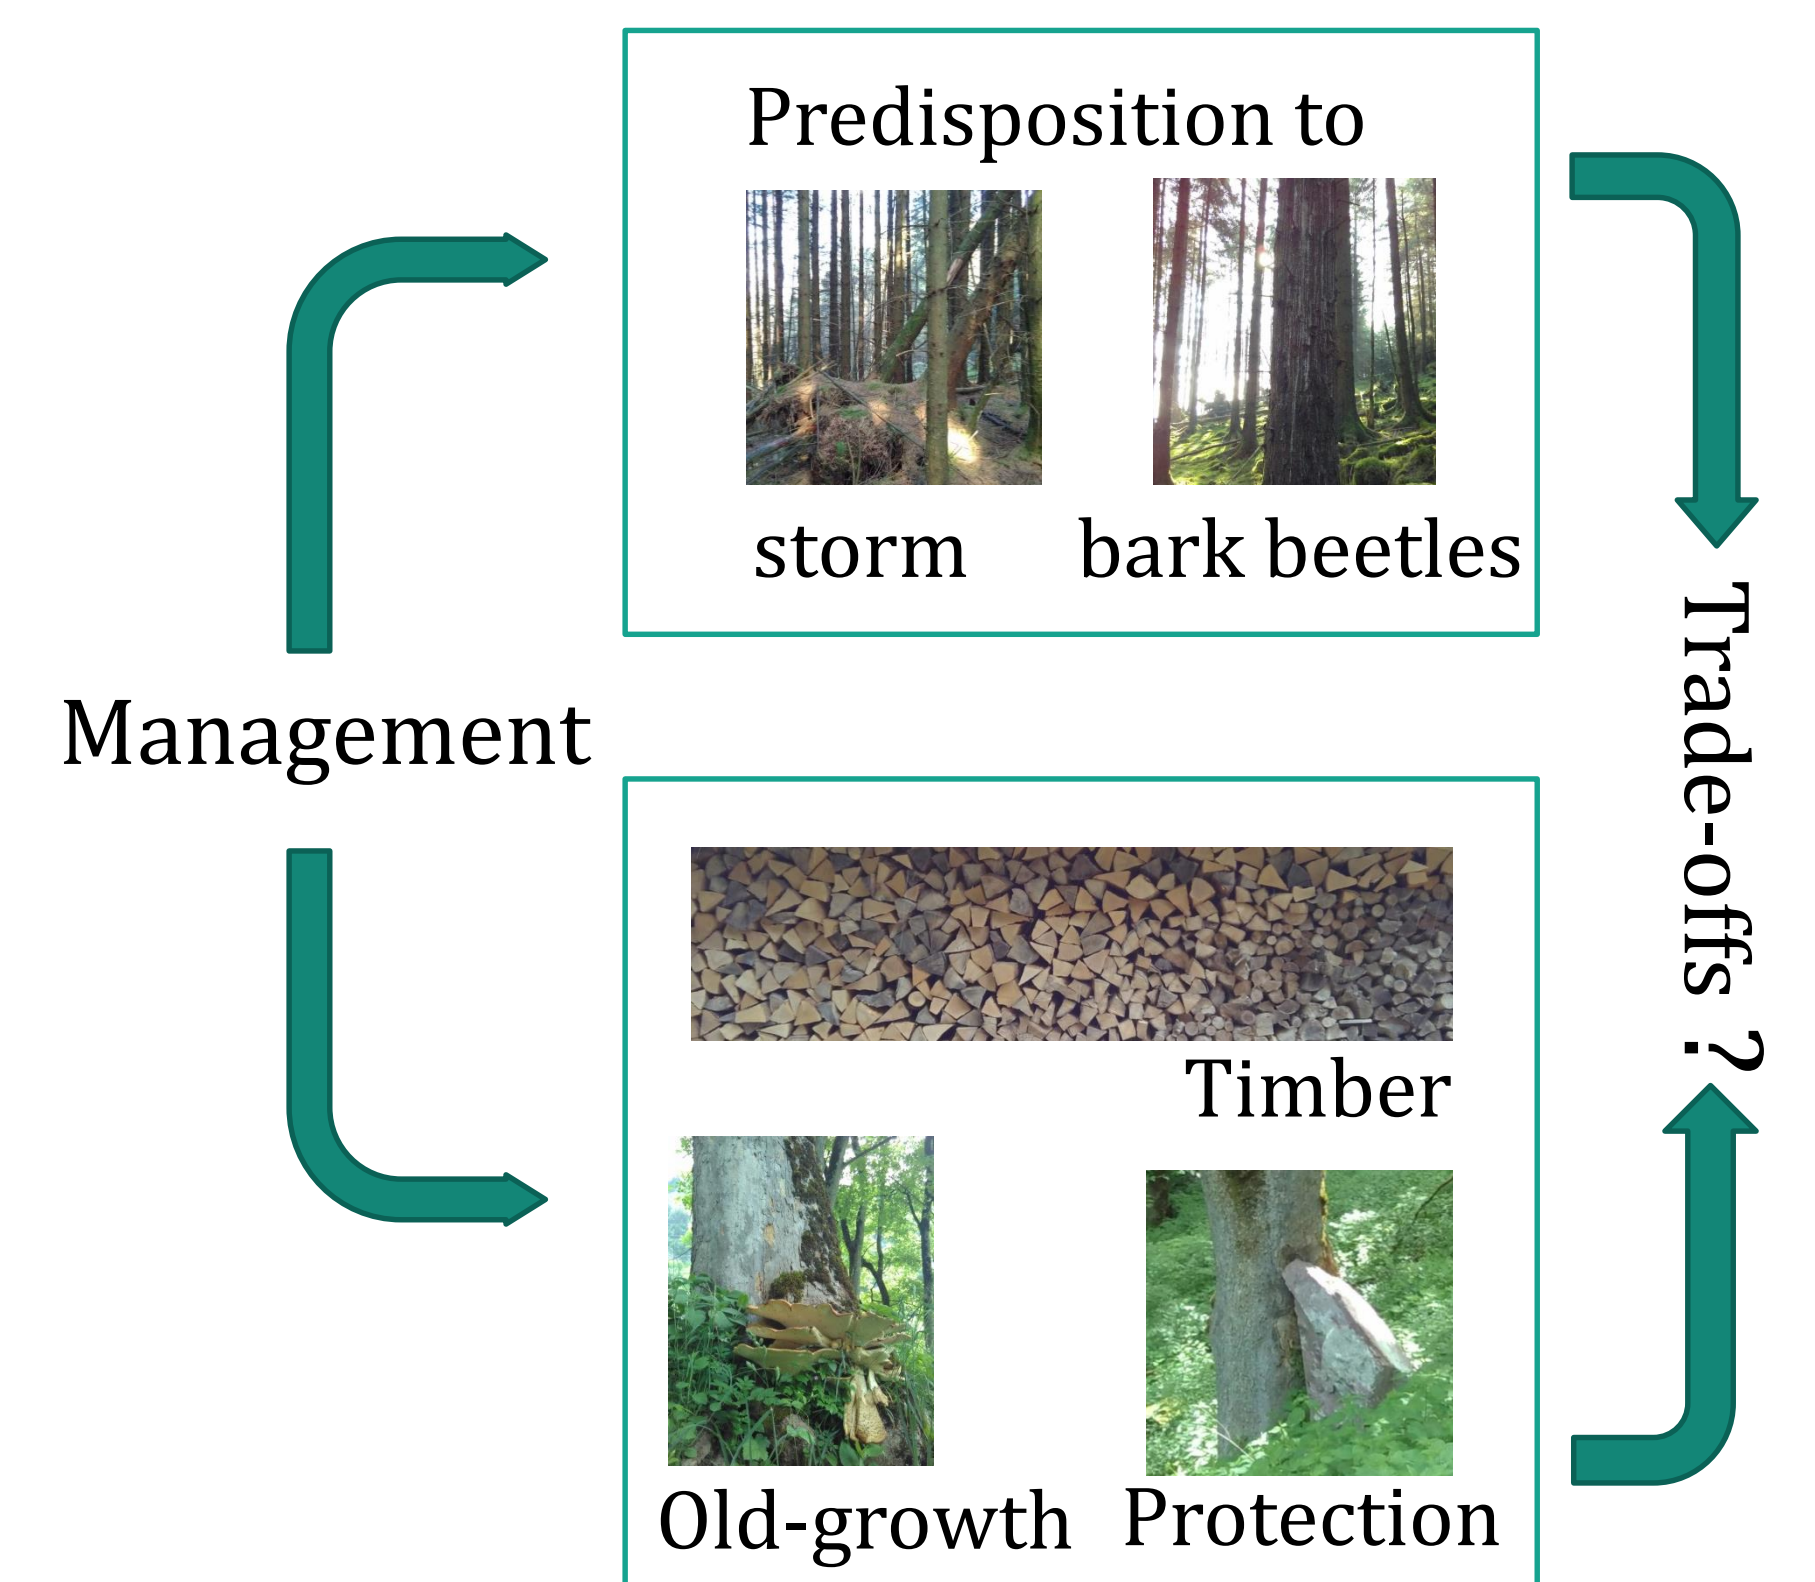 Predisposition to
storm
bark beetles
Management
Trade-offs ?
Timber
Old-growth
Protection